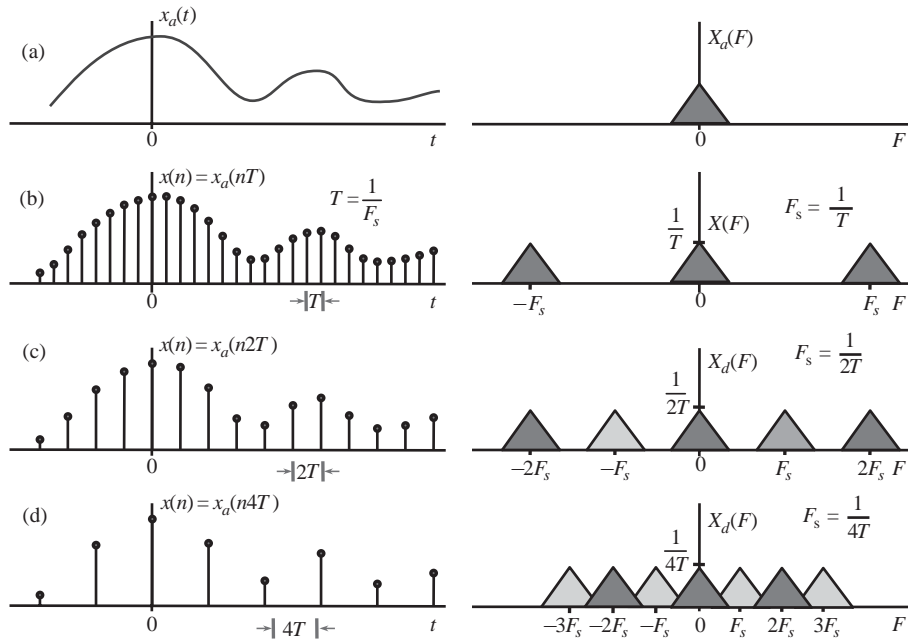 (a) x_a(t) X_a(F)
0 t 0 F
(b) x(n) = x_a(nT) T = 1/F_s 1/T X(F) F_s = 1/T
0 T t −F_s 0 F_s F
(c) x(n) = x_a(n2T) 1/2T X_d(F) F_s = 1/2T
0 2T t −2F_s −F_s 0 F_s 2F_s F
(d) x(n) = x_a(n4T) 1/4T X_d(F) F_s = 1/4T
0 4T t −3F_s −2F_s −F_s 0 F_s 2F_s 3F_s F